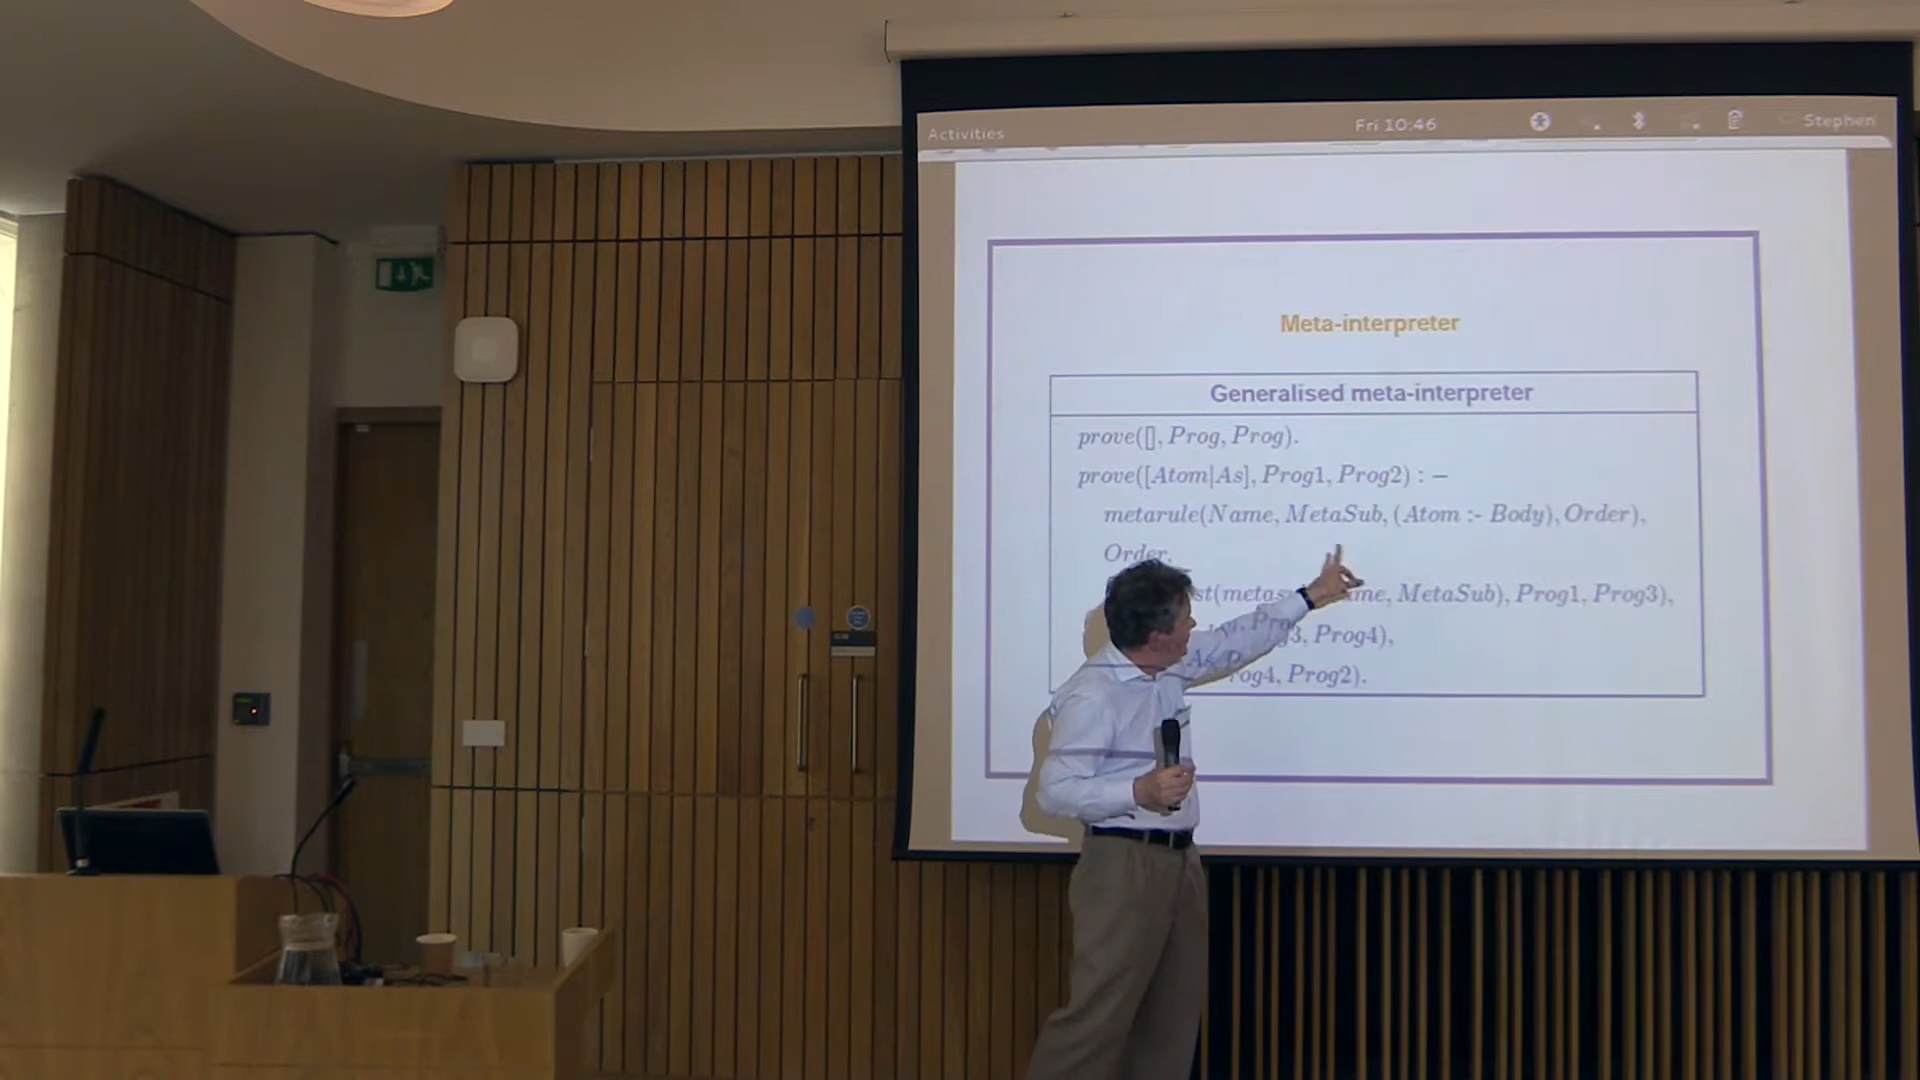 Activities Fri 10:46 Stephen
Meta-interpreter
Generalised meta-interpreter
prove([], Prog, Prog).
prove([Atom|As], Prog1, Prog2) : −
metarule(Name, MetaSub, (Atom :- Body), Order),
Order,
MetaSub), Prog1, Prog3),
Prog4),
Prog2).